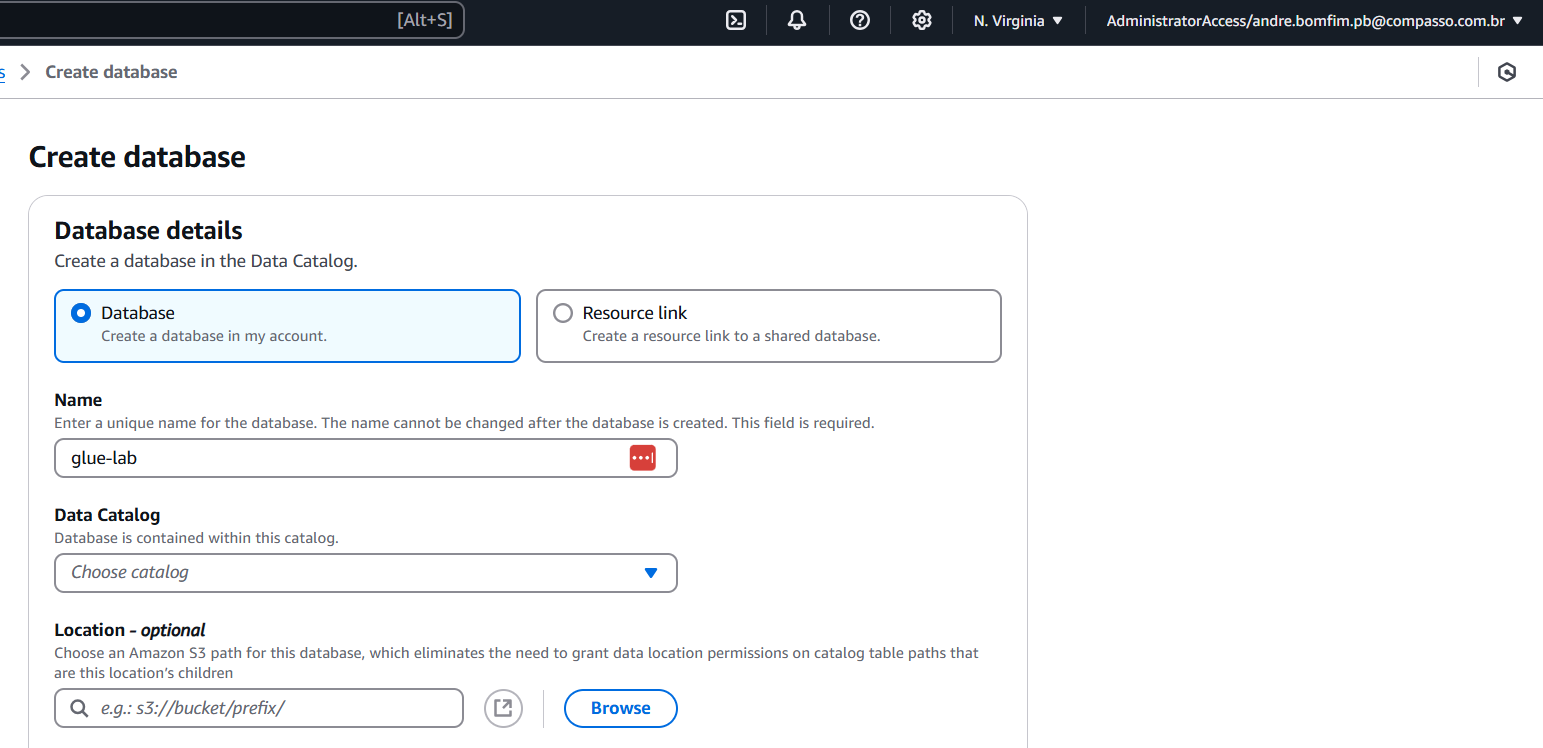 [Alt+S]
N. Virginia
AdministratorAccess/andre.bomfim.pb@compasso.com.br
s
Create database
Create database
Database details
Create a database in the Data Catalog.
Database
Create a database in my account.
Resource link
Create a resource link to a shared database.
Name
Enter a unique name for the database. The name cannot be changed after the database is created. This field is required.
glue-lab
Data Catalog
Database is contained within this catalog.
Choose catalog
Location - optional
Choose an Amazon S3 path for this database, which eliminates the need to grant data location permissions on catalog table paths that
are this location's children
e.g.: s3://bucket/prefix/
Browse